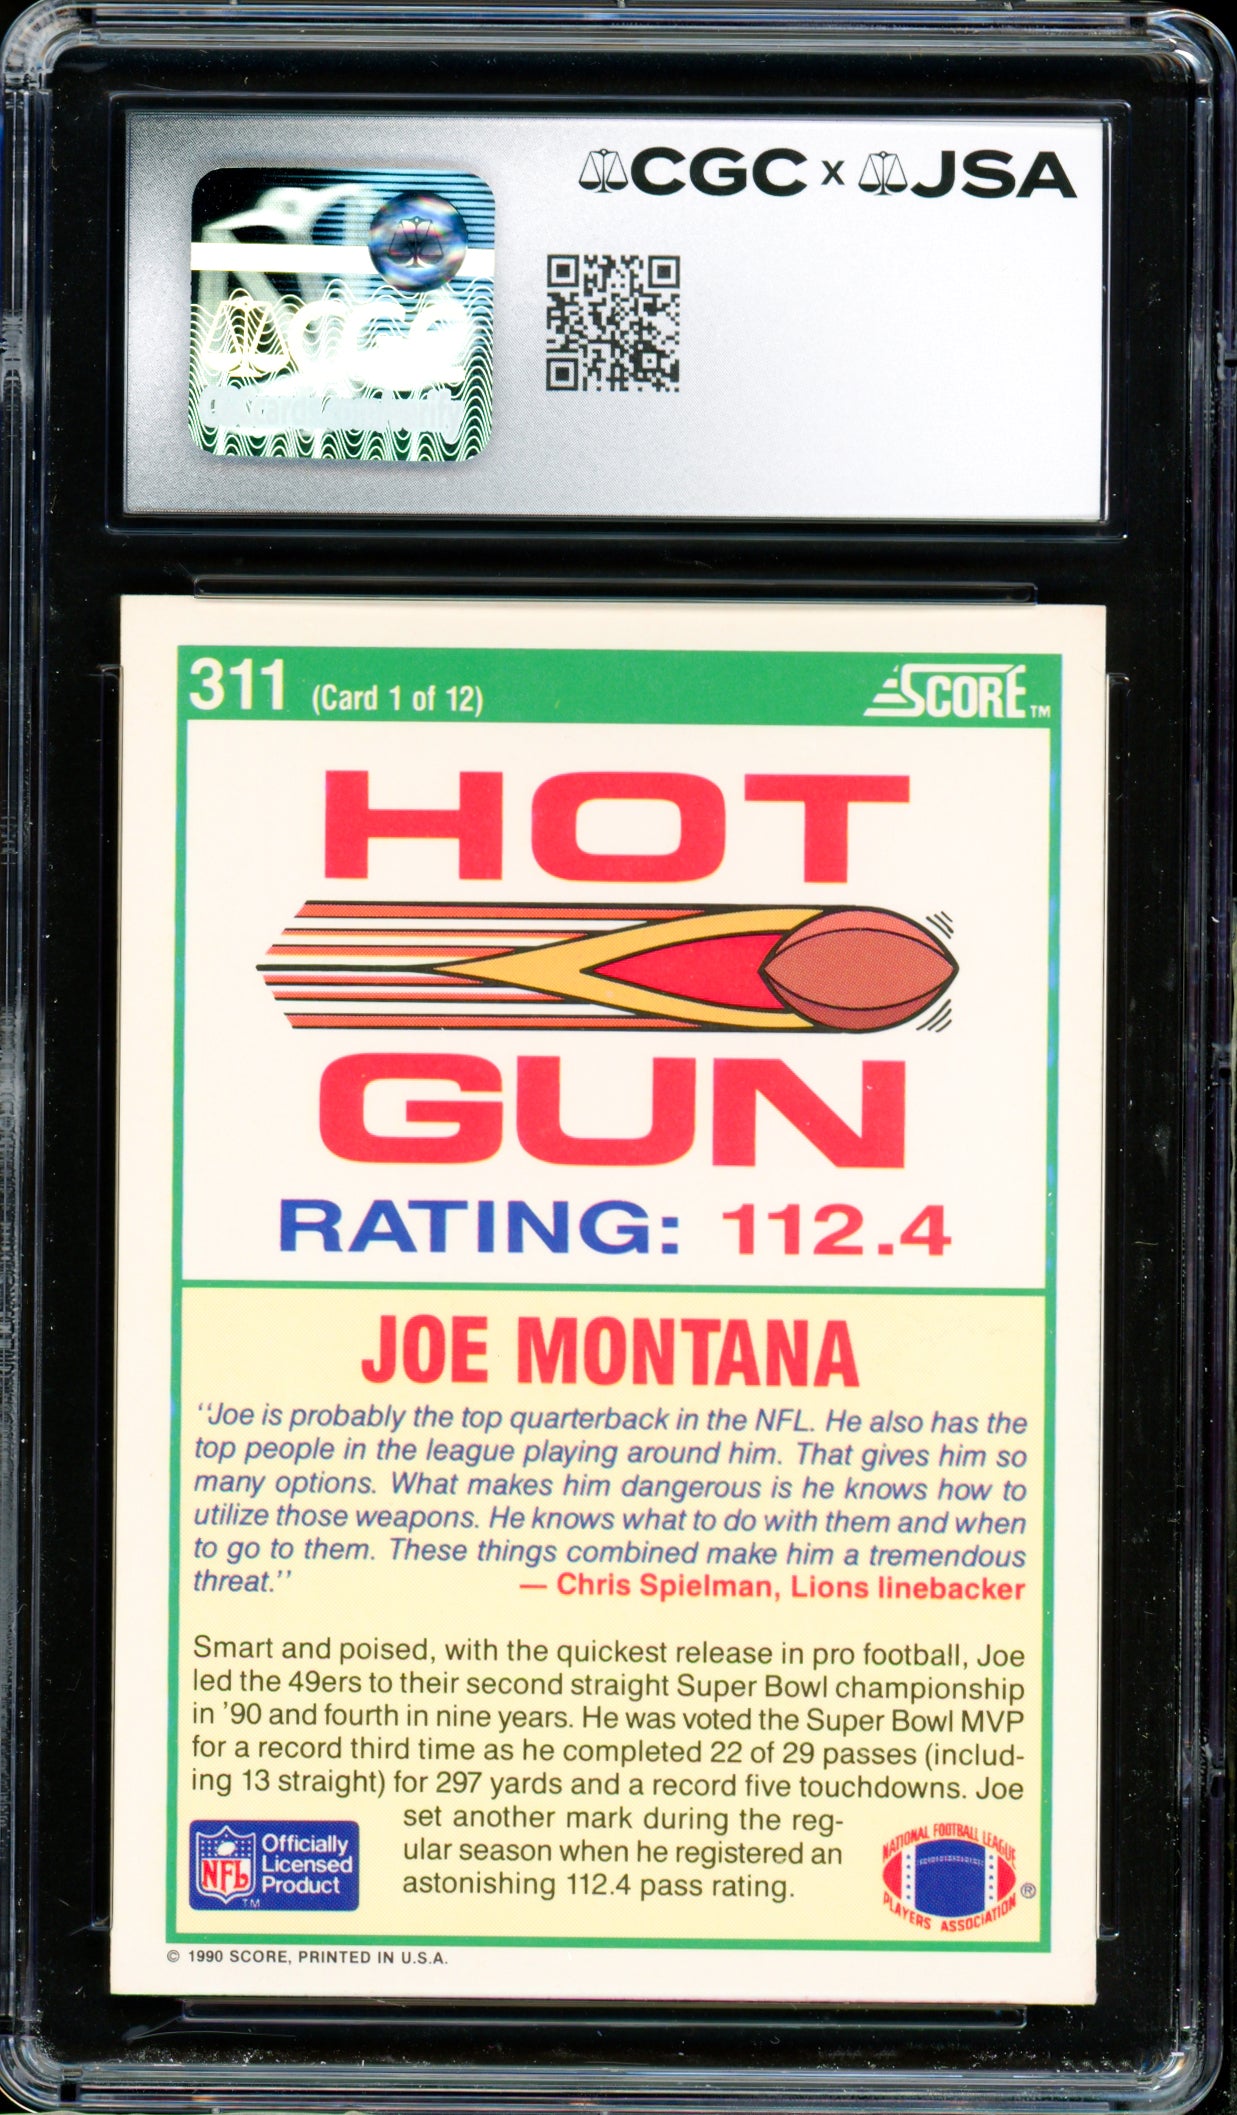 CGC x JSA
CGC
311 (Card 1 of 12) SCORE™
HOT
GUN
RATING: 112.4
JOE MONTANA
‘‘Joe is probably the top quarterback in the NFL. He also has the
top people in the league playing around him. That gives him so
many options. What makes him dangerous is he knows how to
utilize those weapons. He knows what to do with them and when
to go to them. These things combined make him a tremendous
threat.’’ — Chris Spielman, Lions linebacker
Smart and poised, with the quickest release in pro football, Joe
led the 49ers to their second straight Super Bowl championship
in ’90 and fourth in nine years. He was voted the Super Bowl MVP
for a record third time as he completed 22 of 29 passes (includ-
ing 13 straight) for 297 yards and a record five touchdowns. Joe
set another mark during the reg-
ular season when he registered an
astonishing 112.4 pass rating.
NFL TM
Officially
Licensed
Product
NATIONAL FOOTBALL LEAGUE
PLAYERS ASSOCIATION ®
© 1990 SCORE, PRINTED IN U.S.A.